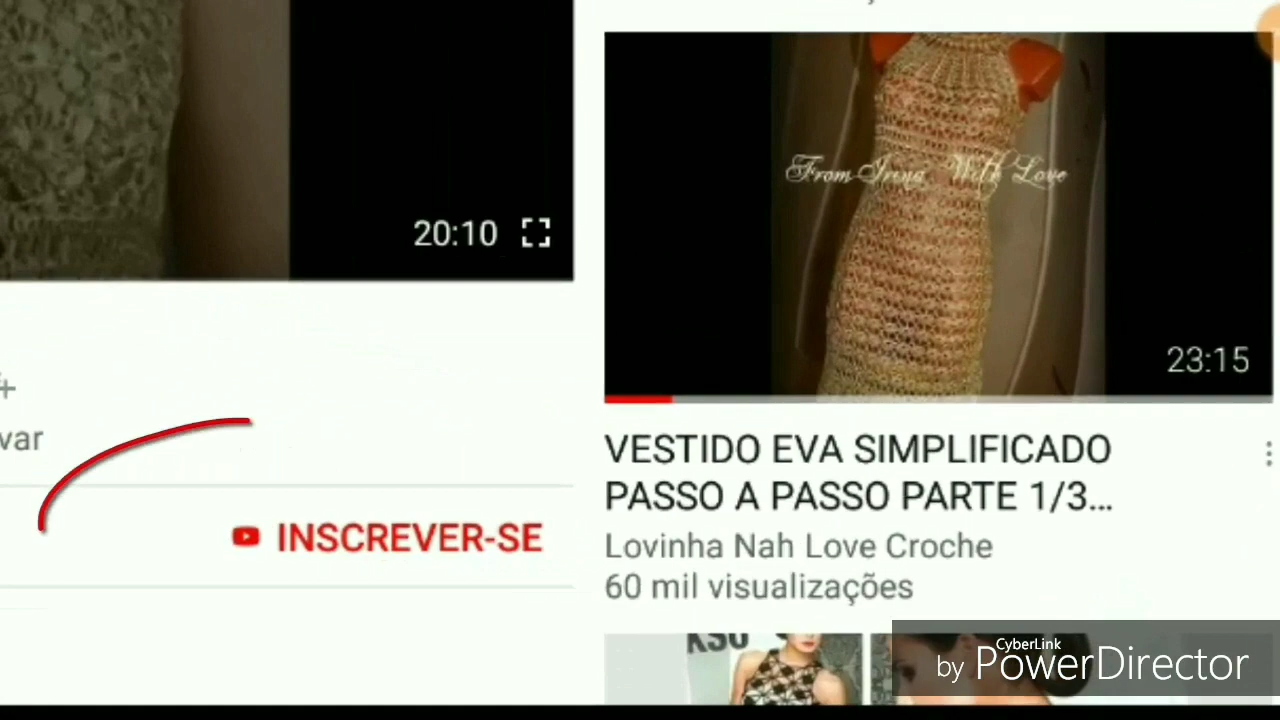 From Irina With Love
20:10
23:15
var
INSCREVER-SE
VESTIDO EVA SIMPLIFICADO
PASSO A PASSO PARTE 1/3...
Lovinha Nah Love Croche
60 mil visualizações
CyberLink
by PowerDirector